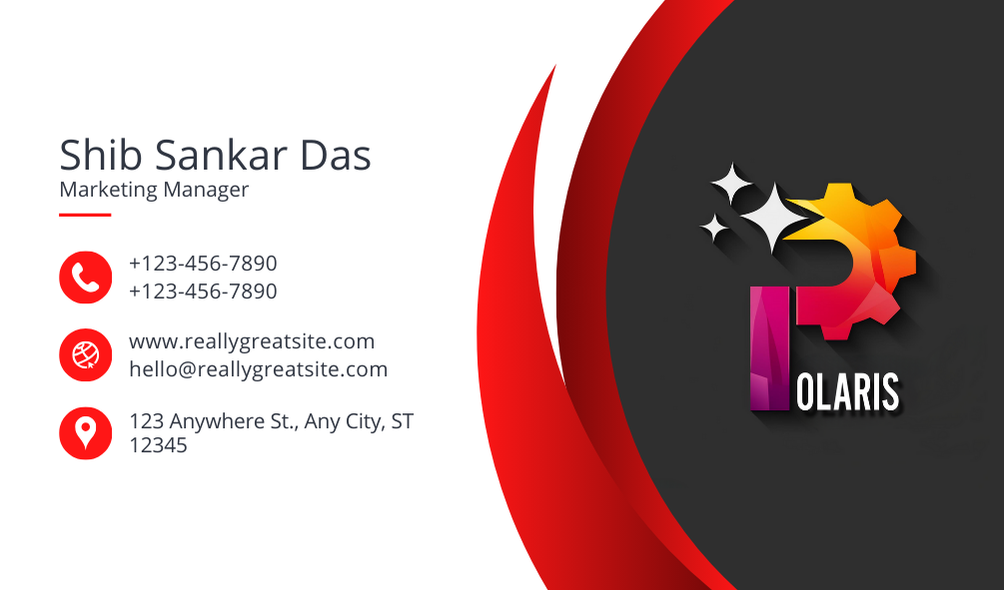 Shib Sankar Das
Marketing Manager
+123-456-7890
+123-456-7890
www.reallygreatsite.com
hello@reallygreatsite.com
123 Anywhere St., Any City, ST
12345
POLARIS